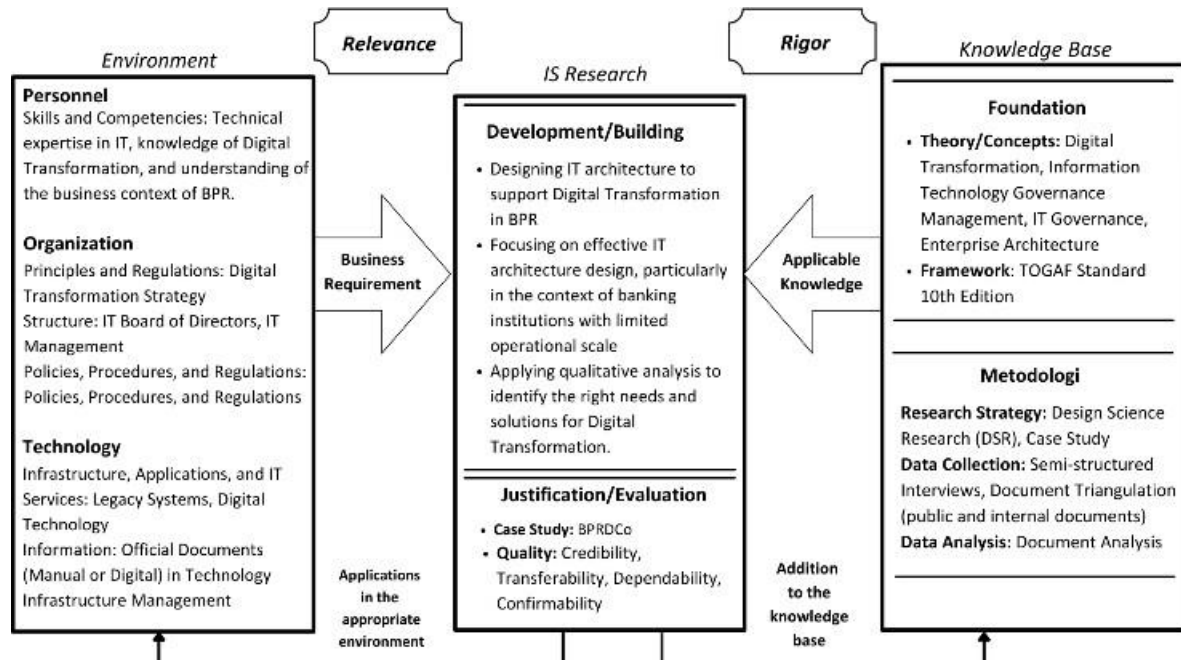 Relevance
Rigor
Environment
IS Research
Knowledge Base
Personnel
Skills and Competencies: Technical
expertise in IT, knowledge of Digital
Transformation, and understanding of
the business context of BPR.
Organization
Principles and Regulations: Digital
Transformation Strategy
Structure: IT Board of Directors, IT
Management
Policies, Procedures, and Regulations:
Policies, Procedures, and Regulations
Technology
Infrastructure, Applications, and IT
Services: Legacy Systems, Digital
Technology
Information: Official Documents
(Manual or Digital) in Technology
Infrastructure Management
Business
Requirement
Applications
in the
appropriate
environment
Development/Building
• Designing IT architecture to
support Digital Transformation
in BPR
• Focusing on effective IT
architecture design, particularly
in the context of banking
institutions with limited
operational scale
• Applying qualitative analysis to
identify the right needs and
solutions for Digital
Transformation.
Justification/Evaluation
• Case Study: BPRDCo
• Quality: Credibility,
Transferability, Dependability,
Confirmability
Applicable
Knowledge
Addition
to the
knowledge
base
Foundation
• Theory/Concepts: Digital
Transformation, Information
Technology Governance
Management, IT Governance,
Enterprise Architecture
• Framework: TOGAF Standard
10th Edition
Metodologi
Research Strategy: Design Science
Research (DSR), Case Study
Data Collection: Semi-structured
Interviews, Document Triangulation
(public and internal documents)
Data Analysis: Document Analysis